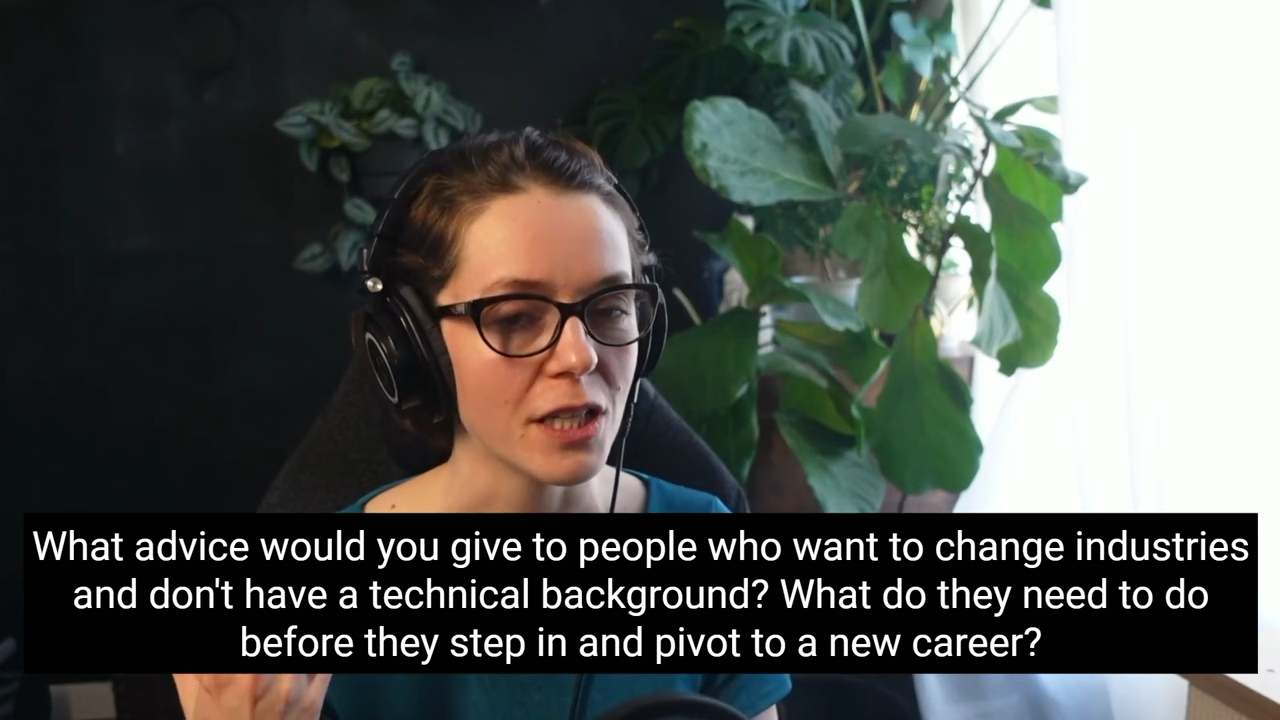 What advice would you give to people who want to change industries
and don't have a technical background? What do they need to do
before they step in and pivot to a new career?